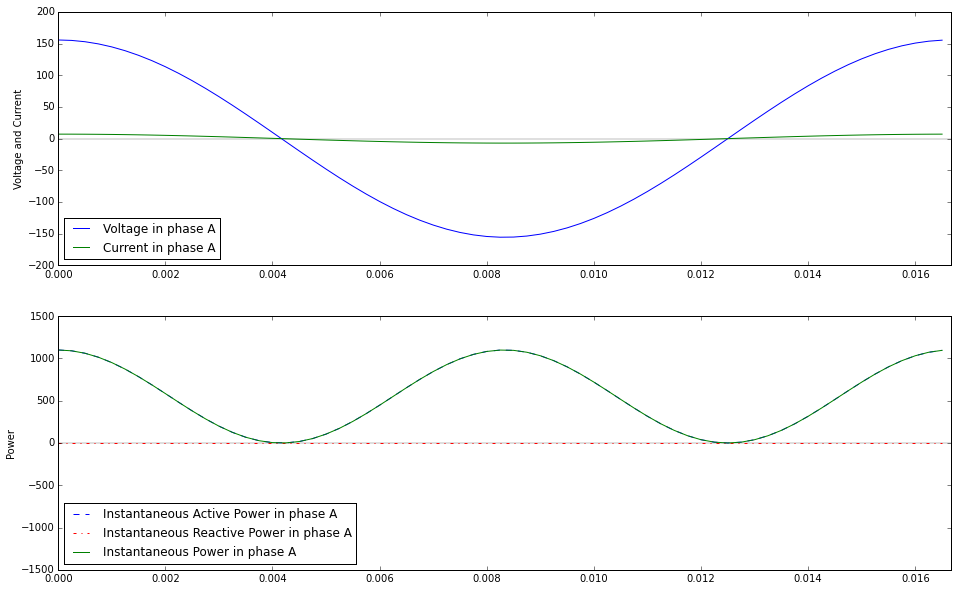 200
150
100
50
0
−50
−100
−150
−200
Voltage and Current
Voltage in phase A
Current in phase A
0.000 0.002 0.004 0.006 0.008 0.010 0.012 0.014 0.016
1500
1000
500
0
−500
−1000
−1500
Power
Instantaneous Active Power in phase A
Instantaneous Reactive Power in phase A
Instantaneous Power in phase A
0.000 0.002 0.004 0.006 0.008 0.010 0.012 0.014 0.016